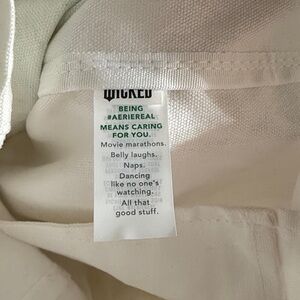 WICKED
BEING
#AERIEREAL
MEANS CARING
FOR YOU.
Movie marathons.
Belly laughs.
Naps.
Dancing
like no one's
watching.
All that
good stuff.